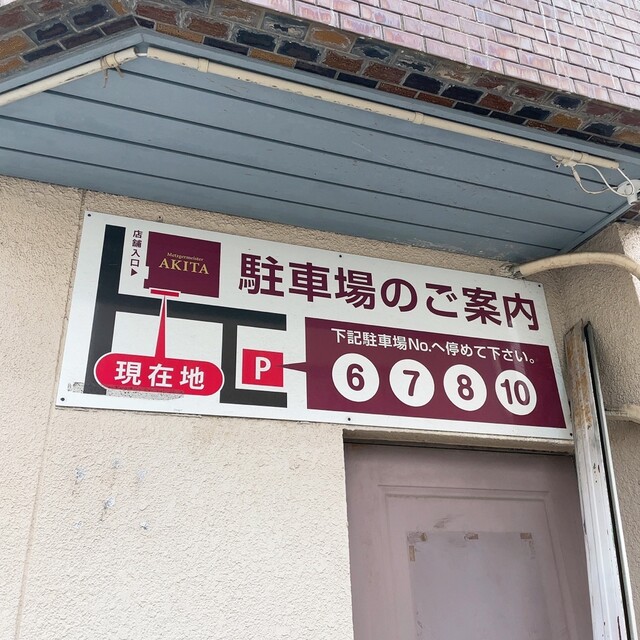 店舗入口▶
Metzgermeister
AKITA
駐車場のご案内
現在地
P
下記駐車場No.へ停めて下さい。
6 7 8 10